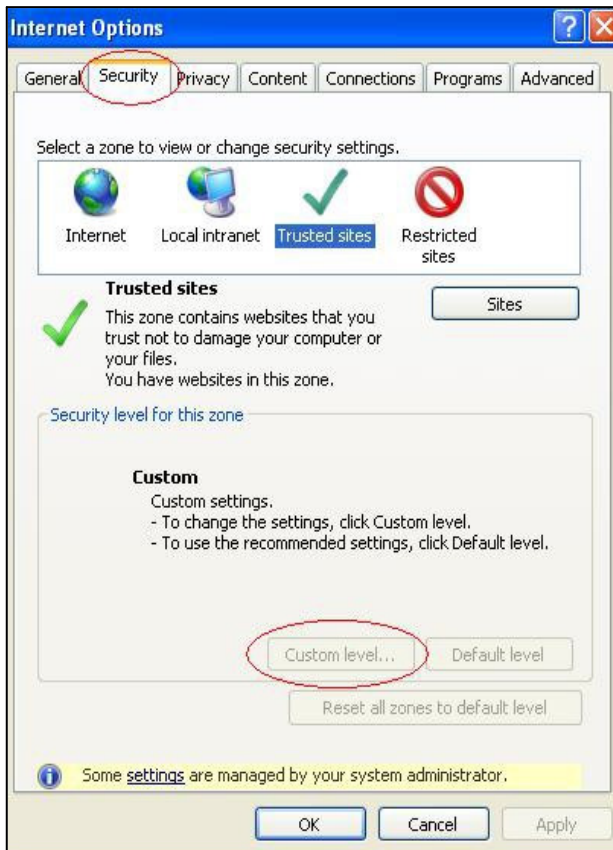 Internet Options
General Security Privacy Content Connections Programs Advanced
Select a zone to view or change security settings.
Internet Local intranet Trusted sites Restricted
sites
Trusted sites
Sites
This zone contains websites that you
trust not to damage your computer or
your files.
You have websites in this zone.
Security level for this zone
Custom
Custom settings.
- To change the settings, click Custom level.
- To use the recommended settings, click Default level.
Custom level... Default level
Reset all zones to default level
Some settings are managed by your system administrator.
OK Cancel Apply